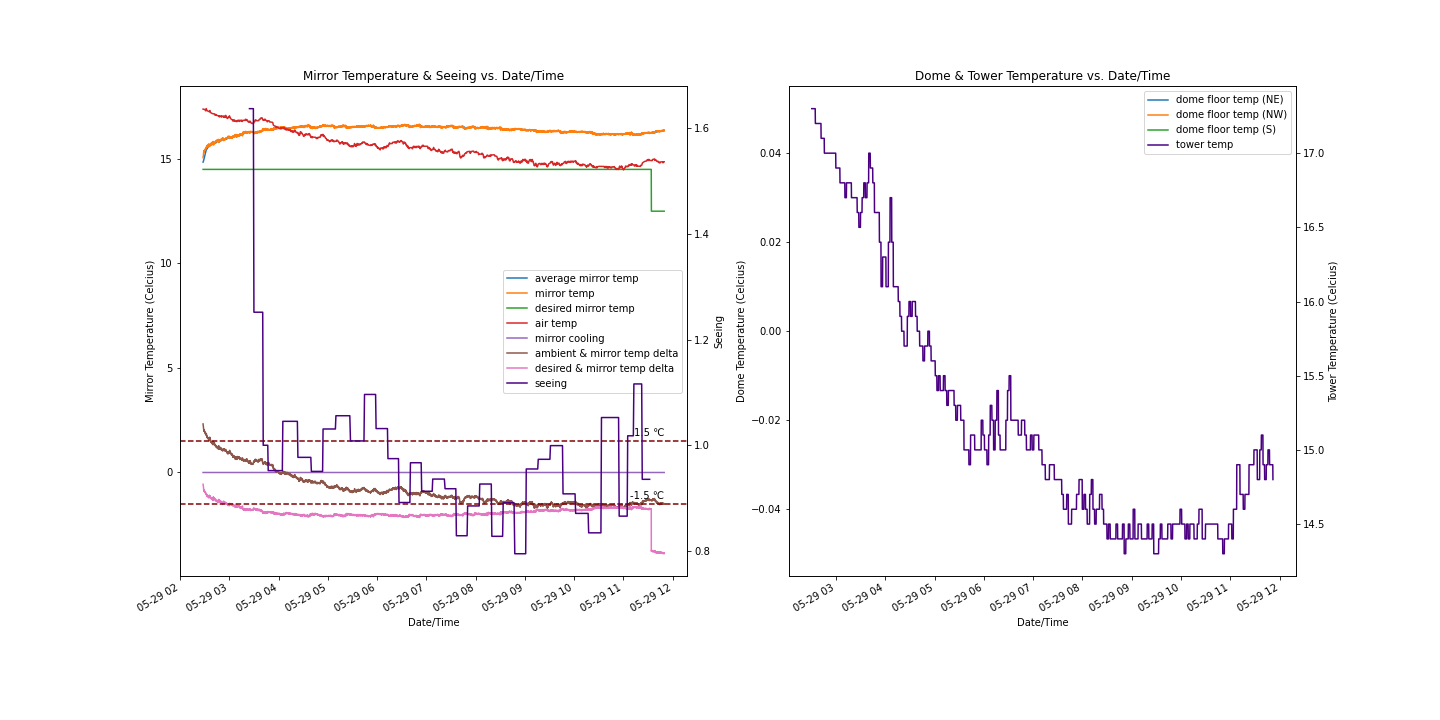 Mirror Temperature & Seeing vs. Date/Time
Mirror Temperature (Celcius)
15
10
5
0
1.6
1.4
1.2
1.0
0.8
Seeing
average mirror temp
mirror temp
desired mirror temp
air temp
mirror cooling
ambient & mirror temp delta
desired & mirror temp delta
seeing
1.5 °C
-1.5 °C
05-29 02
05-29 03
05-29 04
05-29 05
05-29 06
05-29 07
05-29 08
05-29 09
05-29 10
05-29 11
05-29 12
Date/Time
Dome & Tower Temperature vs. Date/Time
Dome Temperature (Celcius)
0.04
0.02
0.00
−0.02
−0.04
dome floor temp (NE)
dome floor temp (NW)
dome floor temp (S)
tower temp
17.0
16.5
16.0
15.5
15.0
14.5
Tower Temperature (Celcius)
05-29 03
05-29 04
05-29 05
05-29 06
05-29 07
05-29 08
05-29 09
05-29 10
05-29 11
05-29 12
Date/Time